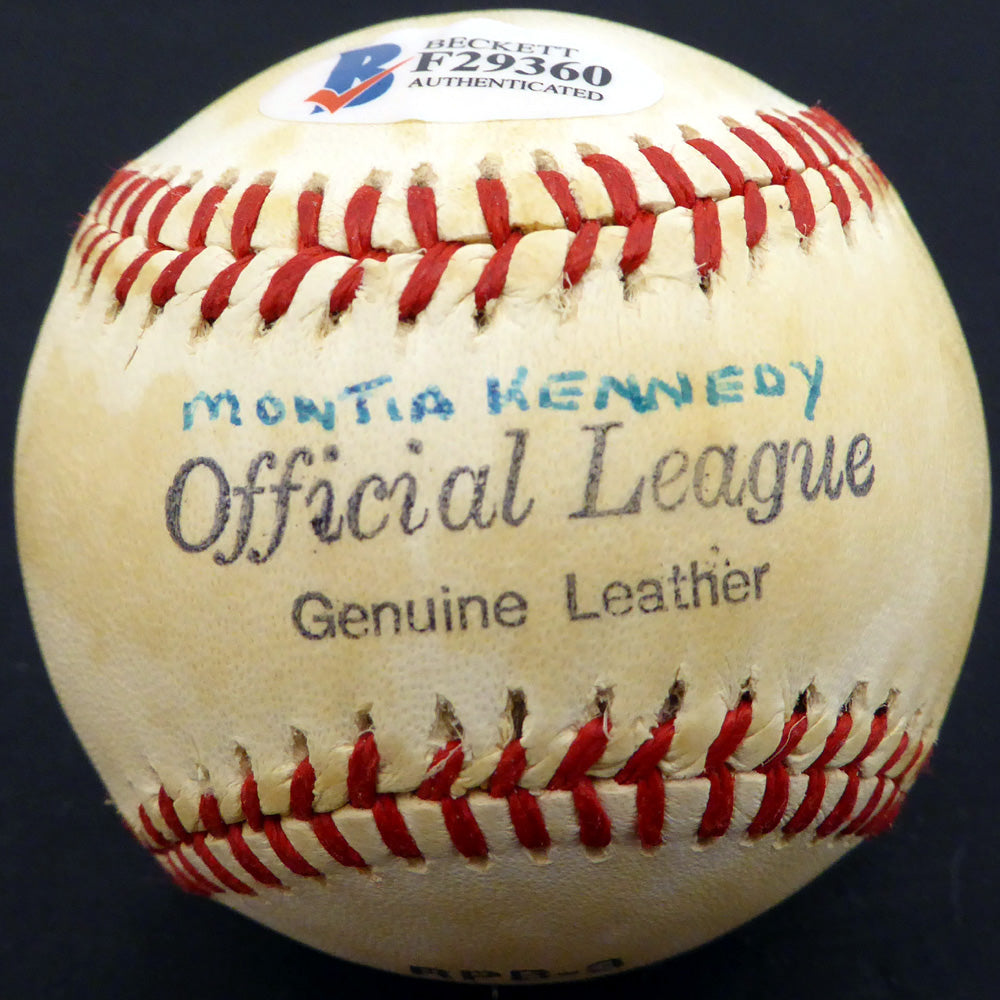 BECKETT
F29360
AUTHENTICATED
MONTIA KENNEDY
Official League
Genuine Leather